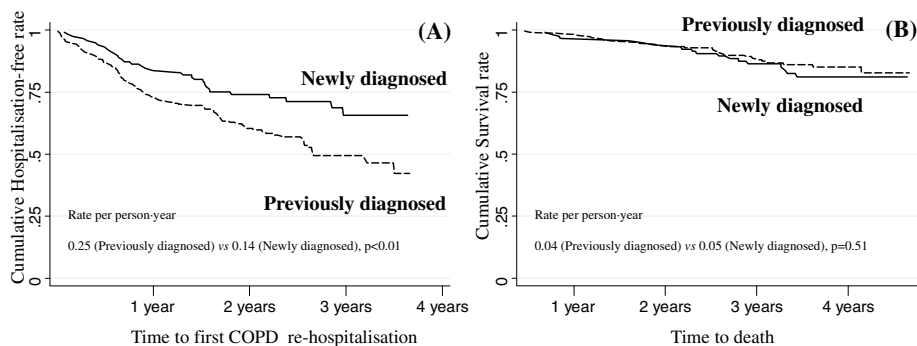 Cumulative Hospitalisation-free rate
1
.75
.5
.25
0
(A)
Newly diagnosed
Previously diagnosed
Rate per person-year
0.25 (Previously diagnosed) vs 0.14 (Newly diagnosed), p<0.01
1 year 2 years 3 years 4 years
Time to first COPD re-hospitalisation
Cumulative Survival rate
1
.75
.5
.25
0
Previously diagnosed
(B)
Newly diagnosed
Rate per person-year
0.04 (Previously diagnosed) vs 0.05 (Newly diagnosed), p=0.51
1 years 2 years 3 years 4 years
Time to death